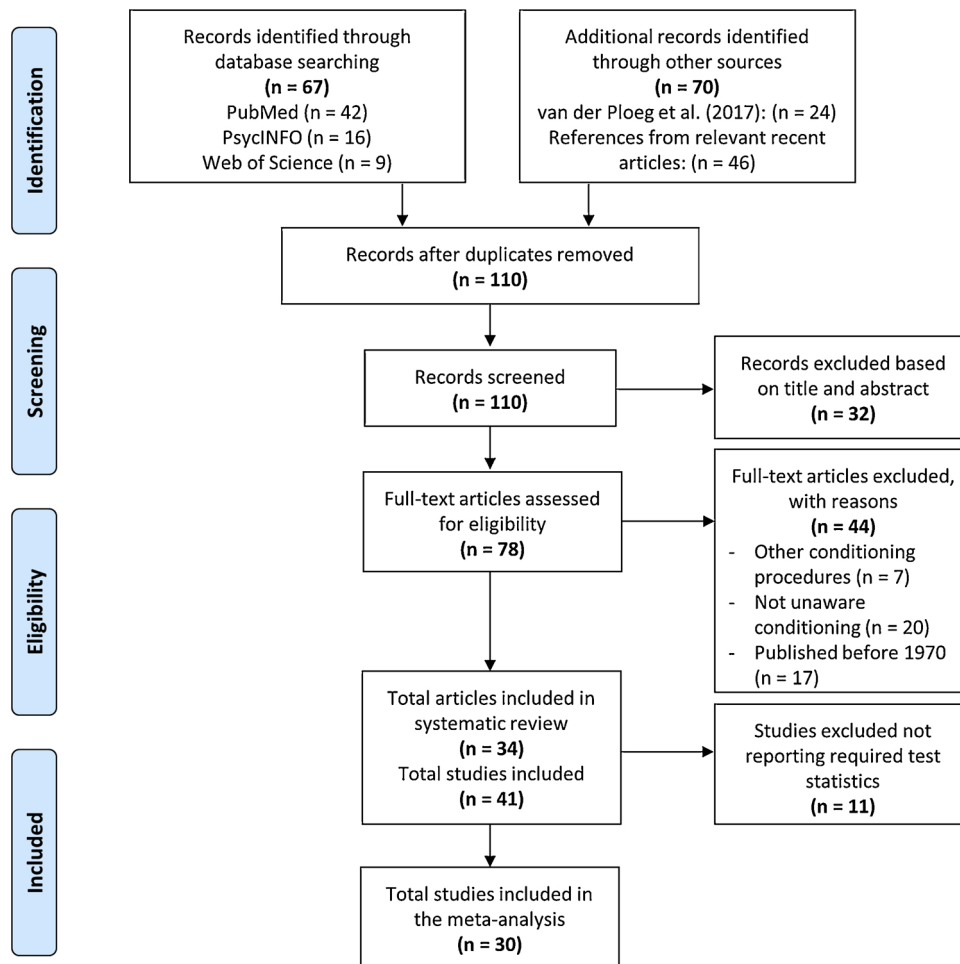 Identification
Records identified through
database searching
(n = 67)
PubMed (n = 42)
PsycINFO (n = 16)
Web of Science (n = 9)
Additional records identified
through other sources
(n = 70)
van der Ploeg et al. (2017): (n = 24)
References from relevant recent
articles: (n = 46)
Records after duplicates removed
(n = 110)
Screening
Records screened
(n = 110)
Records excluded based
on title and abstract
(n = 32)
Eligibility
Full-text articles assessed
for eligibility
(n = 78)
Full-text articles excluded,
with reasons
(n = 44)
- Other conditioning
procedures (n = 7)
- Not unaware
conditioning (n = 20)
- Published before 1970
(n = 17)
Total articles included in
systematic review
(n = 34)
Total studies included
(n = 41)
Studies excluded not
reporting required test
statistics
(n = 11)
Included
Total studies included in
the meta-analysis
(n = 30)